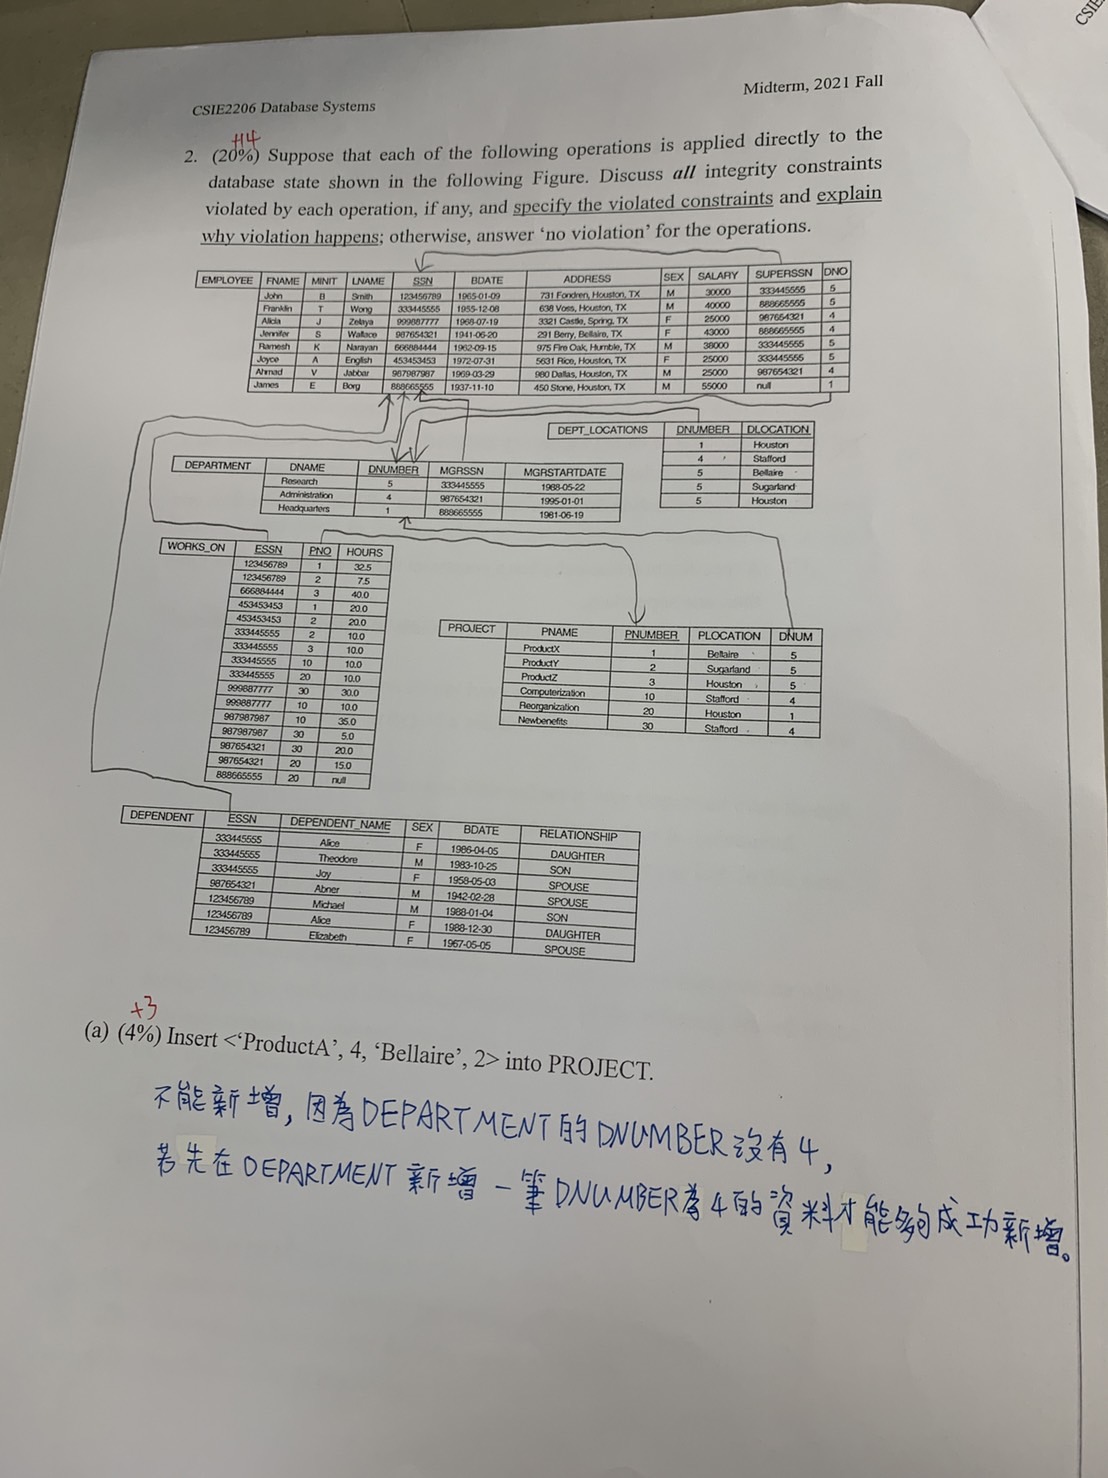 CSIE
CSIE2206 Database Systems
Midterm, 2021 Fall
+14
2. (20%) Suppose that each of the following operations is applied directly to the
database state shown in the following Figure. Discuss all integrity constraints
violated by each operation, if any, and specify the violated constraints and explain
why violation happens; otherwise, answer ‘no violation’ for the operations.
EMPLOYEE FNAME MINIT LNAME SSN BDATE ADDRESS SEX SALARY SUPERSSN DNO
John B Smith 123456789 1965-01-09 731 Fondren, Houston, TX M 30000 333445555 5
Franklin T Wong 333445555 1955-12-08 638 Voss, Houston, TX M 40000 888665555 5
Alicia J Zelaya 999887777 1968-07-19 3321 Castle, Spring, TX F 25000 987654321 4
Jennifer S Wallace 987654321 1941-06-20 291 Berry, Bellaire, TX F 43000 888665555 4
Ramesh K Narayan 666884444 1962-09-15 975 Fire Oak, Humble, TX M 38000 333445555 5
Joyce A English 453453453 1972-07-31 5631 Rice, Houston, TX F 25000 333445555 5
Ahmad V Jabbar 987987987 1969-03-29 980 Dallas, Houston, TX M 25000 987654321 4
James E Borg 888665555 1937-11-10 450 Stone, Houston, TX M 55000 null 1
DEPT_LOCATIONS DNUMBER DLOCATION
1 Houston
4 Stafford
5 Bellaire
5 Sugarland
5 Houston
DEPARTMENT DNAME DNUMBER MGRSSN MGRSTARTDATE
Research 5 333445555 1988-05-22
Administration 4 987654321 1995-01-01
Headquarters 1 888665555 1981-06-19
WORKS_ON ESSN PNO HOURS
123456789 1 32.5
123456789 2 7.5
666884444 3 40.0
453453453 1 20.0
453453453 2 20.0
333445555 2 10.0
333445555 3 10.0
333445555 10 10.0
333445555 20 10.0
999887777 30 30.0
999887777 10 10.0
987987987 10 35.0
987987987 30 5.0
987654321 30 20.0
987654321 20 15.0
888665555 20 null
PROJECT PNAME PNUMBER PLOCATION DNUM
ProductX 1 Bellaire 5
ProductY 2 Sugarland 5
ProductZ 3 Houston 5
Computerization 10 Stafford 4
Reorganization 20 Houston 1
Newbenefits 30 Stafford 4
DEPENDENT ESSN DEPENDENT_NAME SEX BDATE RELATIONSHIP
333445555 Alice F 1986-04-05 DAUGHTER
333445555 Theodore M 1983-10-25 SON
333445555 Joy F 1958-05-03 SPOUSE
987654321 Abner M 1942-02-28 SPOUSE
123456789 Michael M 1988-01-04 SON
123456789 Alice F 1988-12-30 DAUGHTER
123456789 Elizabeth F 1967-05-05 SPOUSE
+3
(a) (4%) Insert <‘ProductA’, 4, ‘Bellaire’, 2> into PROJECT.
不能新增，因為DEPARTMENT的DNUMBER沒有4，
若先在DEPARTMENT新增一筆DNUMBER為4的資料才能夠成功新增。